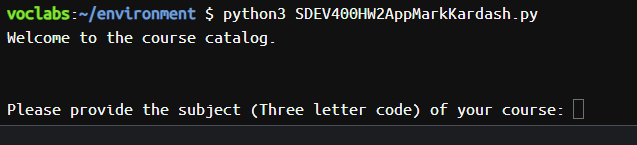 voclabs:~/environment $ python3 SDEV400HW2AppMarkKardash.py
Welcome to the course catalog.
Please provide the subject (Three letter code) of your course: